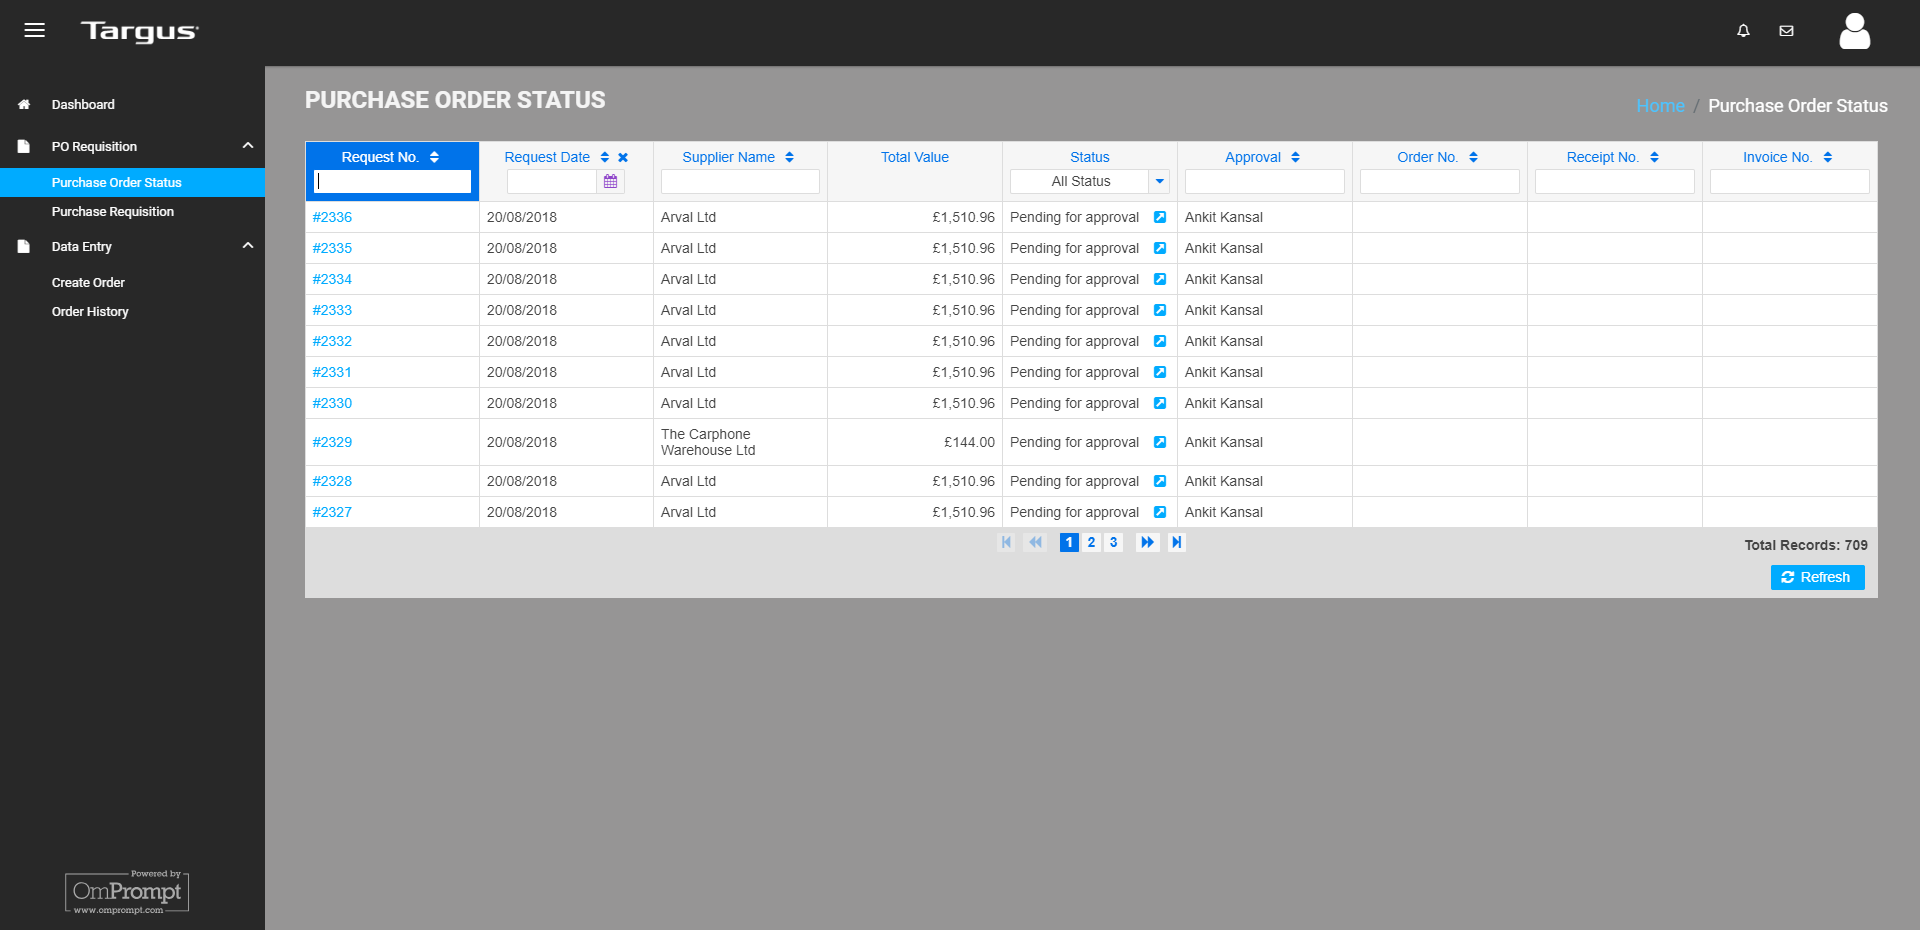 Targus
Dashboard
PO Requisition
Purchase Order Status
Purchase Requisition
Data Entry
Create Order
Order History
Powered by
OmPrompt
www.omprompt.com
PURCHASE ORDER STATUS
Home / Purchase Order Status
Request No. Request Date Supplier Name Total Value Status Approval Order No. Receipt No. Invoice No.
All Status
#2336 20/08/2018 Arval Ltd £1,510.96 Pending for approval Ankit Kansal
#2335 20/08/2018 Arval Ltd £1,510.96 Pending for approval Ankit Kansal
#2334 20/08/2018 Arval Ltd £1,510.96 Pending for approval Ankit Kansal
#2333 20/08/2018 Arval Ltd £1,510.96 Pending for approval Ankit Kansal
#2332 20/08/2018 Arval Ltd £1,510.96 Pending for approval Ankit Kansal
#2331 20/08/2018 Arval Ltd £1,510.96 Pending for approval Ankit Kansal
#2330 20/08/2018 Arval Ltd £1,510.96 Pending for approval Ankit Kansal
#2329 20/08/2018 The Carphone Warehouse Ltd £144.00 Pending for approval Ankit Kansal
#2328 20/08/2018 Arval Ltd £1,510.96 Pending for approval Ankit Kansal
#2327 20/08/2018 Arval Ltd £1,510.96 Pending for approval Ankit Kansal
1 2 3
Total Records: 709
Refresh